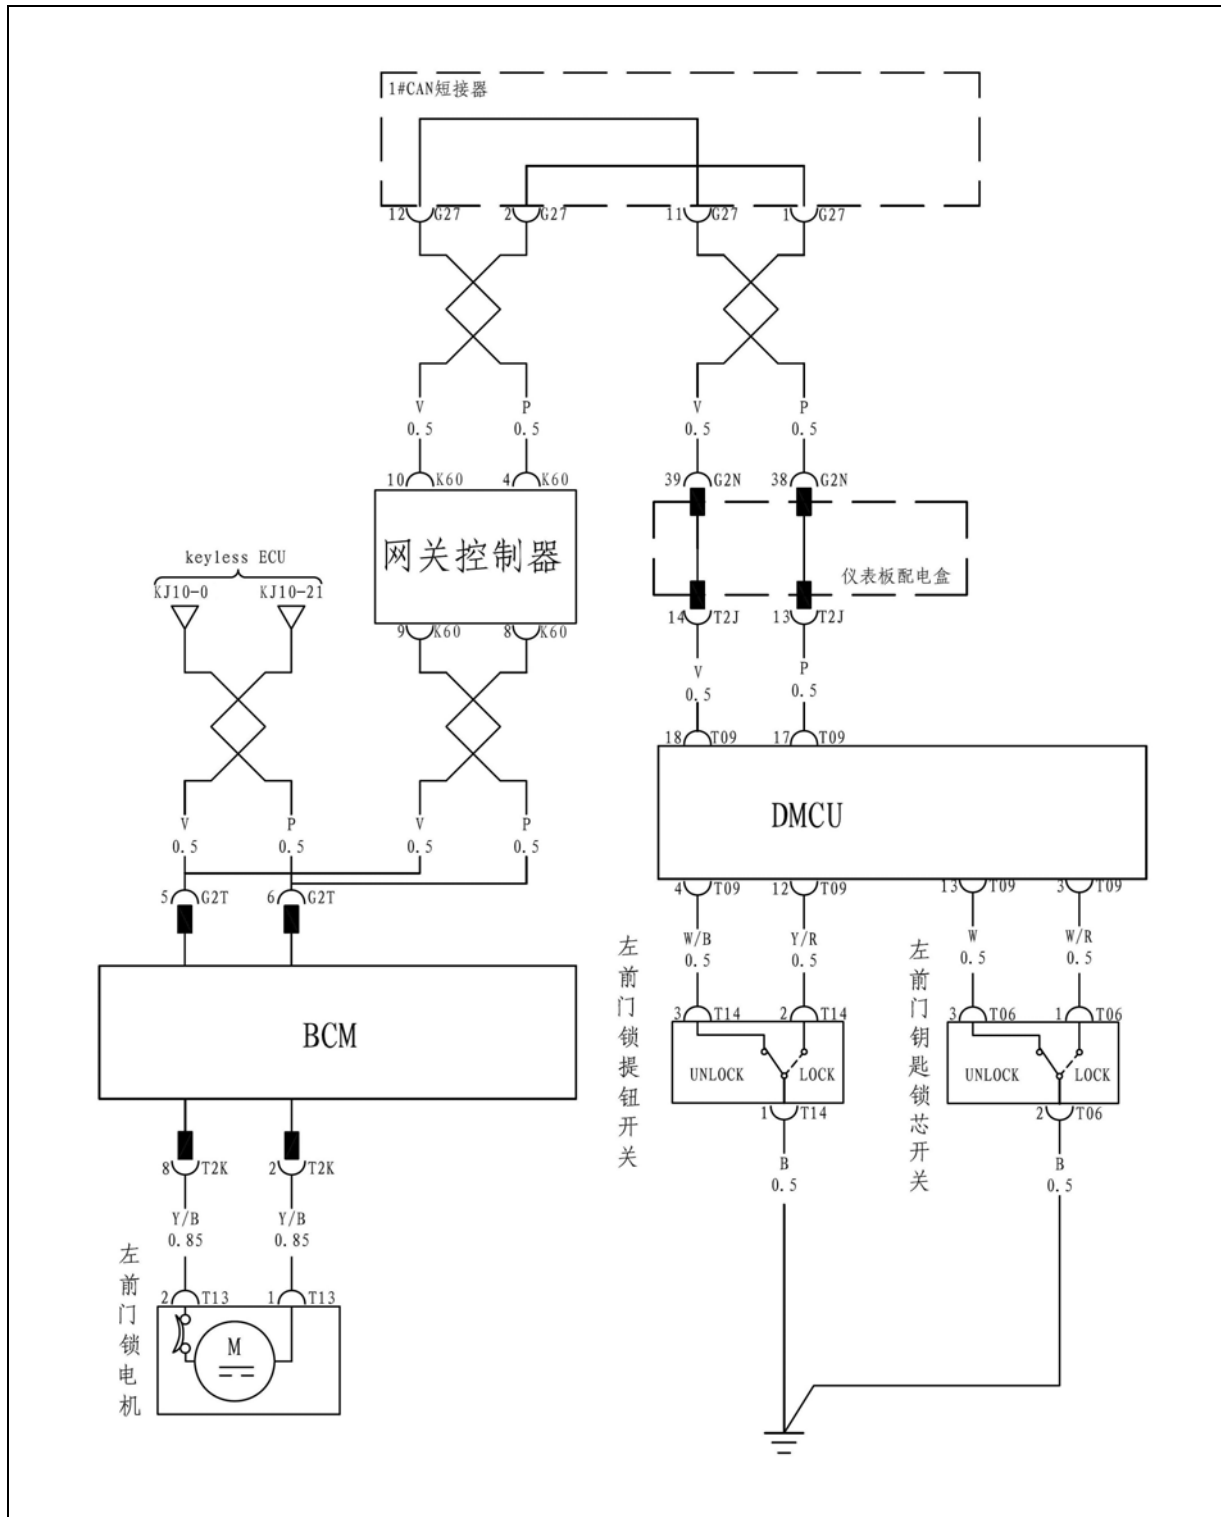 1#CAN短接器
12 G27 2 G27 11 G27 1 G27
V P V P
0.5 0.5 0.5 0.5
10 K60 4 K60 39 G2N 38 G2N
网关控制器
仪表板配电盒
keyless ECU
KJ10-0 KJ10-21
9 K60 8 K60 14 T2J 13 T2J
V P
0.5 0.5
18 T09 17 T09
DMCU
V P V P
0.5 0.5 0.5 0.5
5 G2T 6 G2T
4 T09 12 T09 13 T09 3 T09
W/B Y/R W W/R
0.5 0.5 0.5 0.5
左前门锁提钮开关
左前门钥匙锁芯开关
3 T14 2 T14 3 T06 1 T06
BCM
UNLOCK LOCK UNLOCK LOCK
1 T14 2 T06
B B
0.5 0.5
8 T2K 2 T2K
Y/B Y/B
0.85 0.85
左前门锁电机
2 T13 1 T13
M